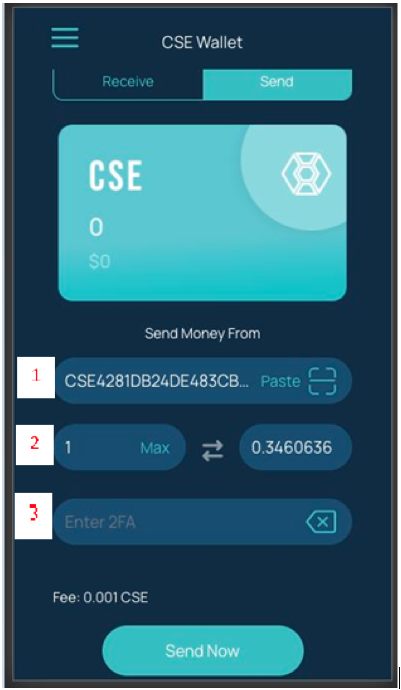 CSE Wallet
Receive Send
CSE
0
$0
Send Money From
1 CSE4281DB24DE483CB... Paste
2 1 Max 0.3460636
3 Enter 2FA
Fee: 0.001 CSE
Send Now